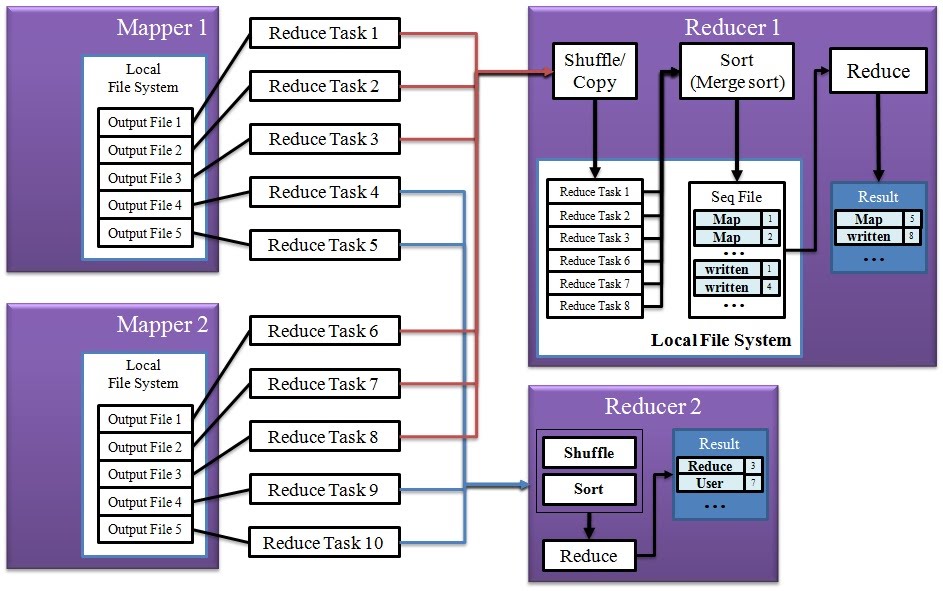 Mapper 1
Local
File System
Output File 1
Output File 2
Output File 3
Output File 4
Output File 5
Mapper 2
Local
File System
Output File 1
Output File 2
Output File 3
Output File 4
Output File 5
Reduce Task 1
Reduce Task 2
Reduce Task 3
Reduce Task 4
Reduce Task 5
Reduce Task 6
Reduce Task 7
Reduce Task 8
Reduce Task 9
Reduce Task 10
Reducer 1
Shuffle/
Copy
Sort
(Merge sort)
Reduce
Reduce Task 1
Reduce Task 2
Reduce Task 3
Reduce Task 6
Reduce Task 7
Reduce Task 8
Seq File
Map 1
Map 2
...
written 1
written 4
...
Local File System
Result
Map 5
written 8
...
Reducer 2
Shuffle
Sort
Reduce
Result
Reduce 3
User 7
...